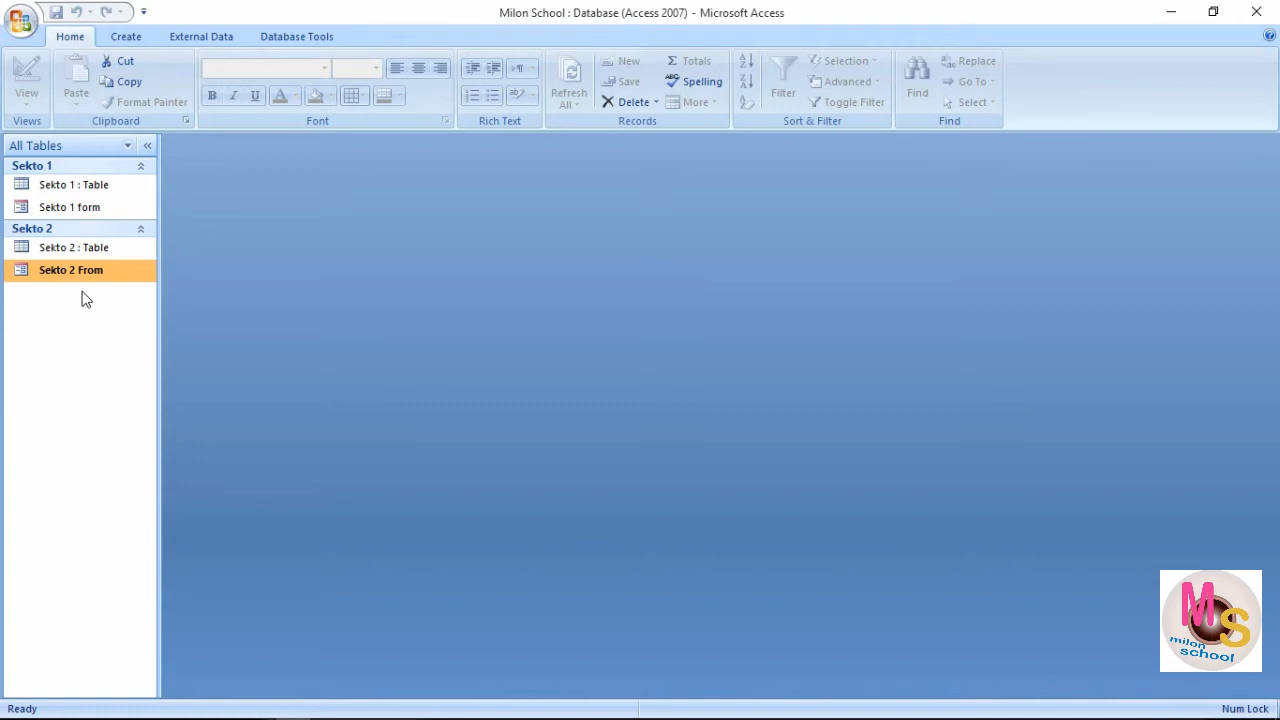 Milon School : Database (Access 2007) - Microsoft Access
Home Create External Data Database Tools
View
Views
Paste
Cut
Copy
Format Painter
Clipboard
B I U A
Font
Rich Text
Refresh
All
New
Save
Delete
Totals
Spelling
More
Records
Filter
Selection
Advanced
Toggle Filter
Sort & Filter
Find
Replace
Go To
Select
Find
All Tables
Sekto 1
Sekto 1 : Table
Sekto 1 form
Sekto 2
Sekto 2 : Table
Sekto 2 From
MS
milon
school
Ready
Num Lock